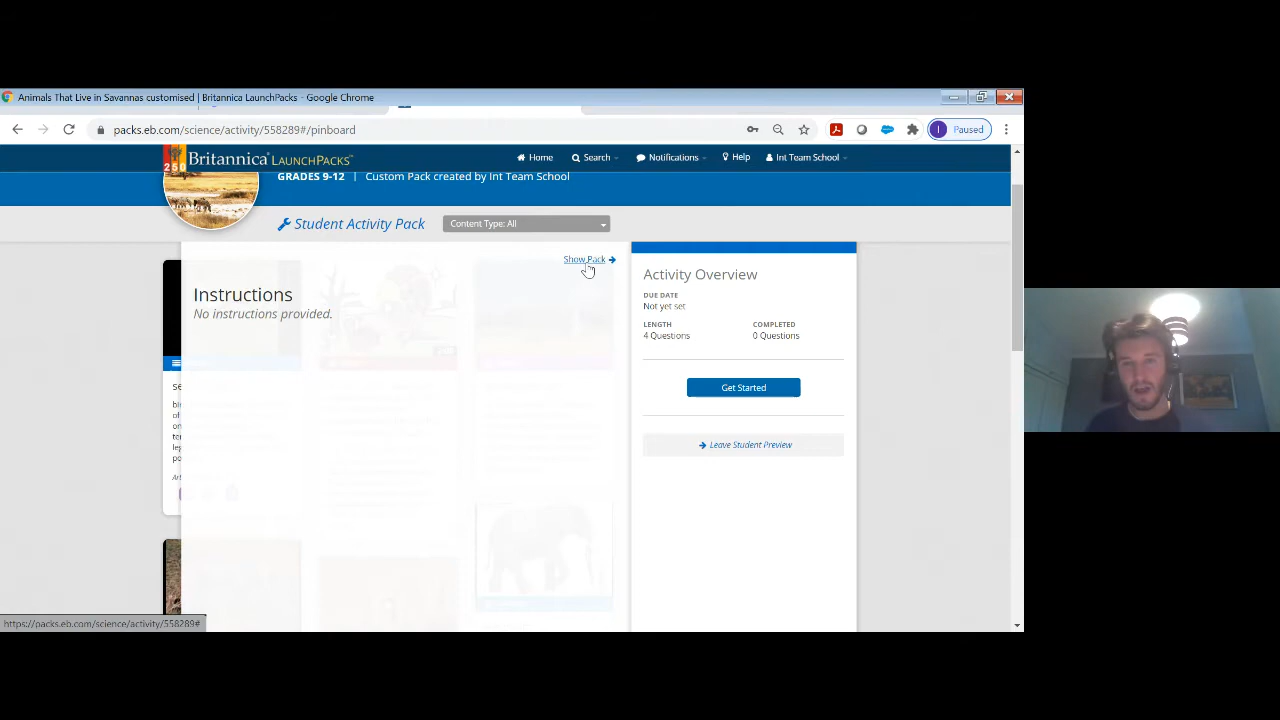 Animals That Live in Savannas customised | Britannica LaunchPacks - Google Chrome
packs.eb.com/science/activity/558289#/pinboard
Paused
250
Britannica LAUNCHPACKS
Home
Search
Notifications
Help
Int Team School
GRADES 9-12 | Custom Pack created by Int Team School
Student Activity Pack
Content Type: All
Show Pack
Instructions
No instructions provided.
Activity Overview
DUE DATE
Not yet set
LENGTH
COMPLETED
4 Questions
0 Questions
Get Started
Leave Student Preview
https://packs.eb.com/science/activity/558289#